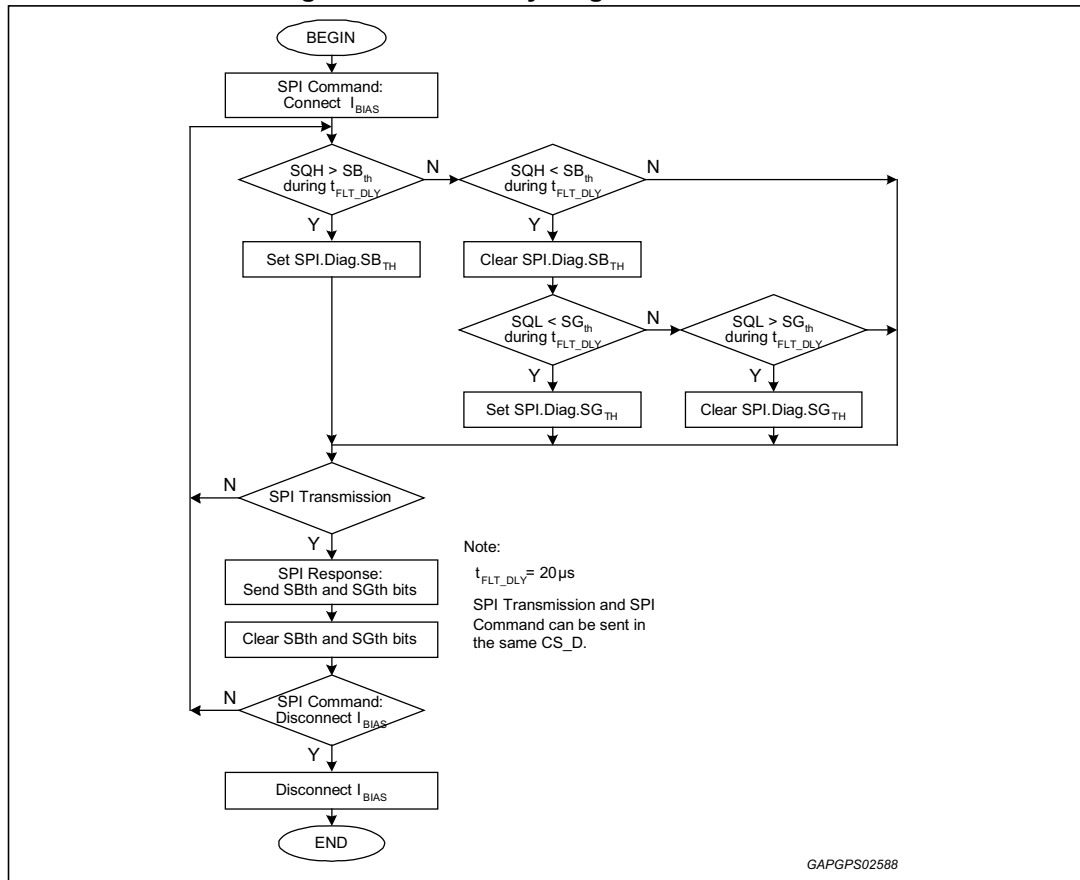 BEGIN
SPI Command:
Connect I_BIAS
SQH > SB_th
during t_FLT_DLY
N
Y
SQH < SB_th
during t_FLT_DLY
N
Y
Set SPI.Diag.SB_TH
Clear SPI.Diag.SB_TH
SQL < SG_th
during t_FLT_DLY
N
Y
SQL > SG_th
during t_FLT_DLY
Y
Set SPI.Diag.SG_TH
Clear SPI.Diag.SG_TH
N
SPI Transmission
Y
SPI Response:
Send SBth and SGth bits
Clear SBth and SGth bits
Note:
t_FLT_DLY= 20µs
SPI Transmission and SPI
Command can be sent in
the same CS_D.
N
SPI Command:
Disconnect I_BIAS
Y
Disconnect I_BIAS
END
GAPGPS02588